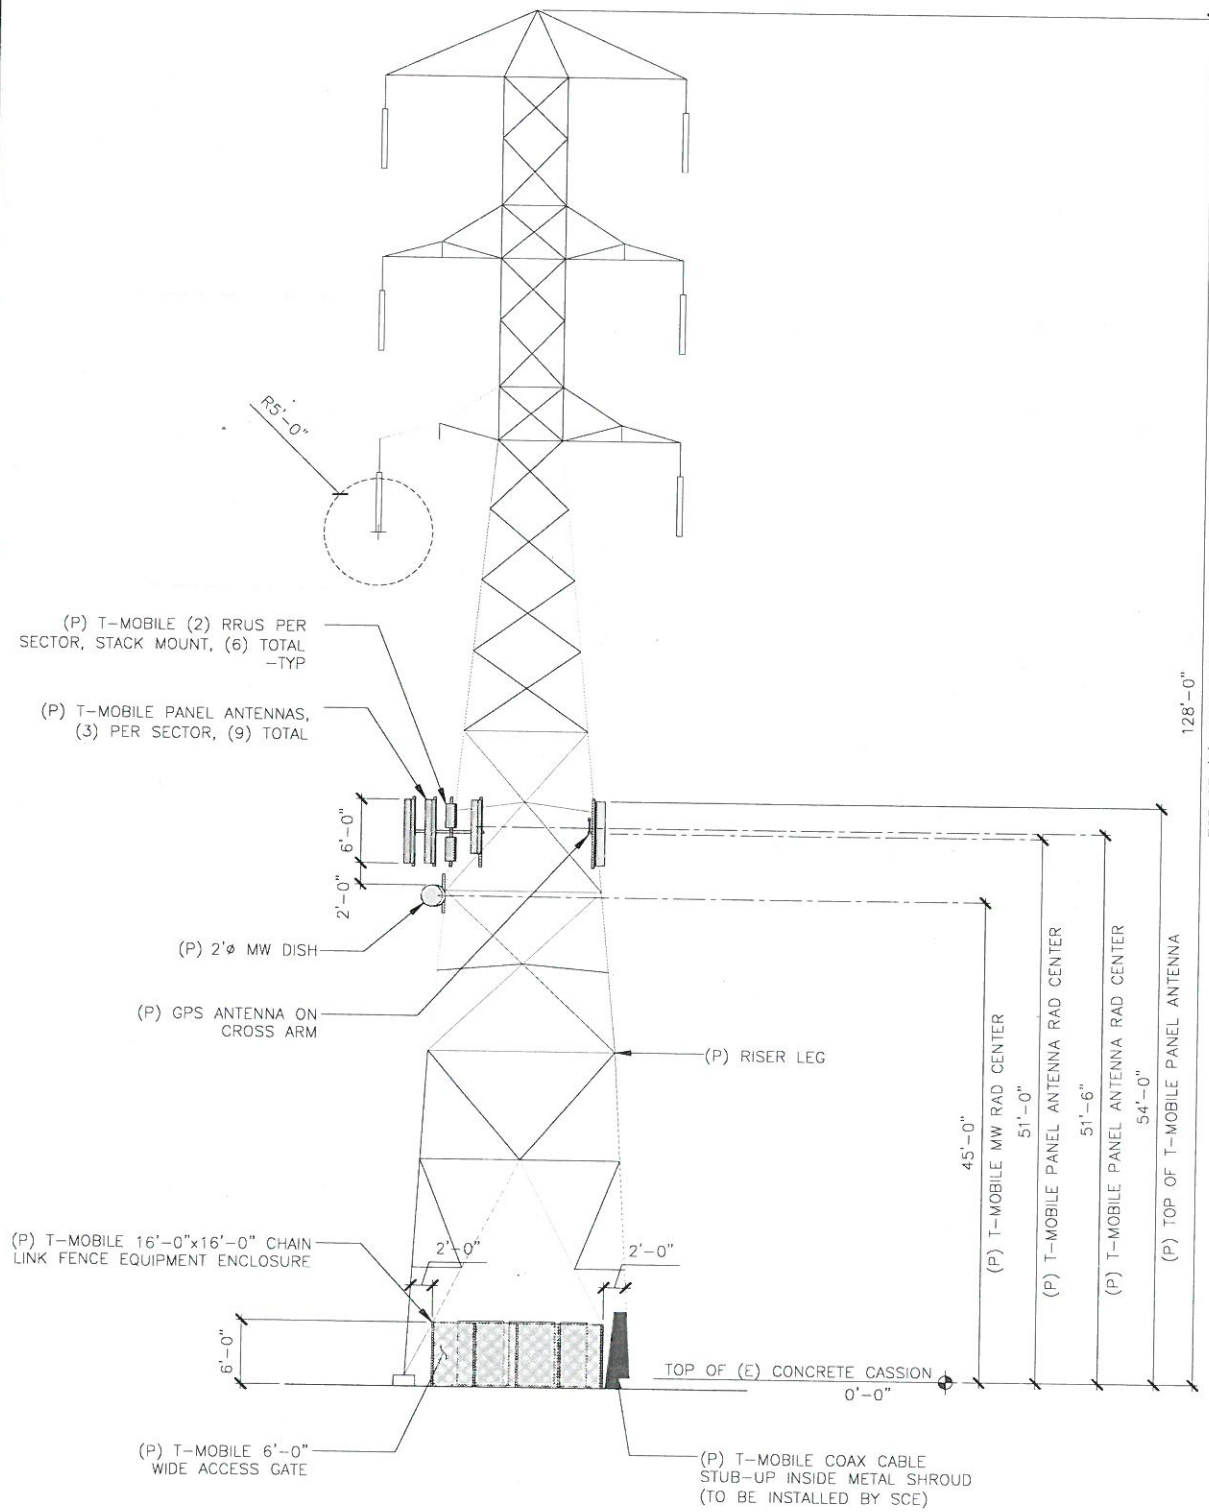 R5'-0"
(P) T-MOBILE (2) RRUS PER
SECTOR, STACK MOUNT, (6) TOTAL
-TYP
(P) T-MOBILE PANEL ANTENNAS,
(3) PER SECTOR, (9) TOTAL
6'-0"
2'-0"
(P) 2'ø MW DISH
(P) GPS ANTENNA ON
CROSS ARM
(P) RISER LEG
(P) T-MOBILE 16'-0"x16'-0" CHAIN
LINK FENCE EQUIPMENT ENCLOSURE
2'-0"
2'-0"
6'-0"
TOP OF (E) CONCRETE CASSION
0'-0"
(P) T-MOBILE 6'-0"
WIDE ACCESS GATE
(P) T-MOBILE COAX CABLE
STUB-UP INSIDE METAL SHROUD
(TO BE INSTALLED BY SCE)
45'-0"
(P) T-MOBILE MW RAD CENTER
51'-0"
(P) T-MOBILE PANEL ANTENNA RAD CENTER
51'-6"
(P) T-MOBILE PANEL ANTENNA RAD CENTER
54'-0"
(P) TOP OF T-MOBILE PANEL ANTENNA
128'-0"